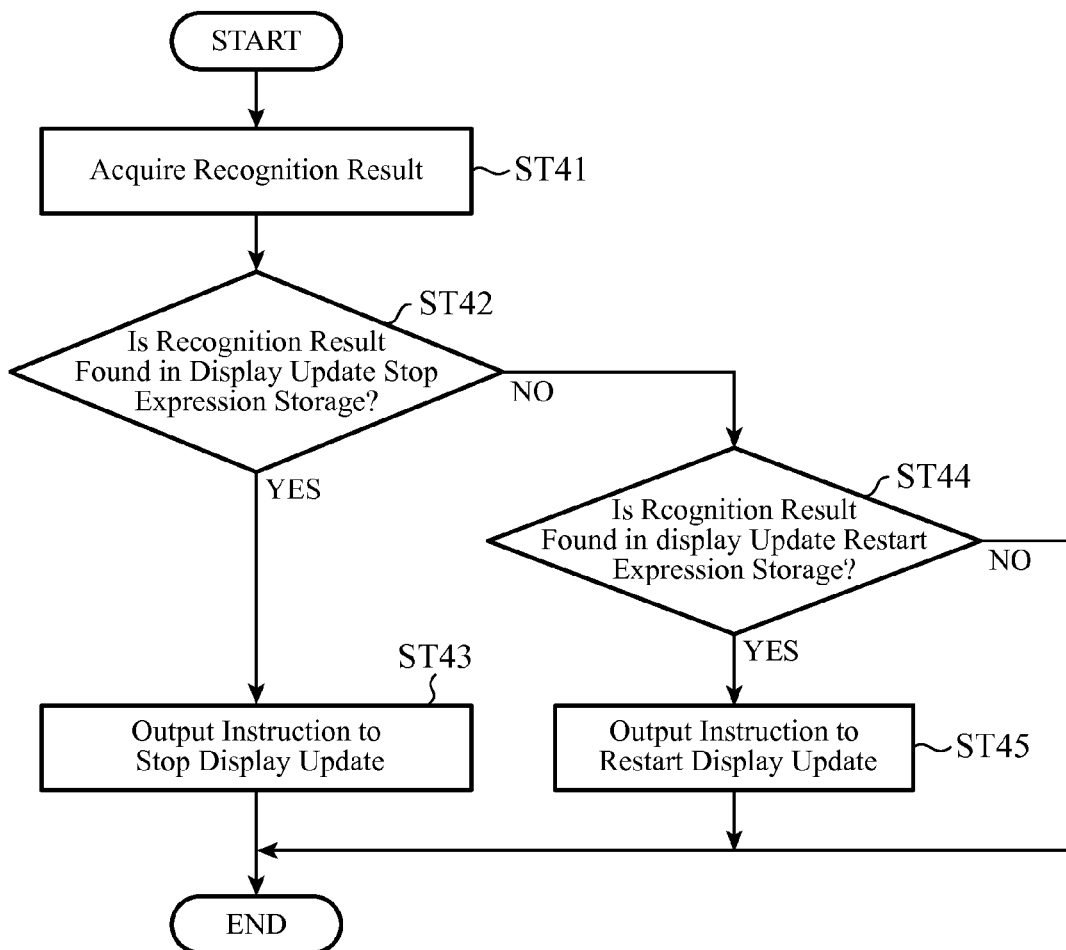 START
Acquire Recognition Result
ST41
ST42
Is Recognition Result
Found in Display Update Stop
Expression Storage?
NO
YES
ST44
Is Rcognition Result
Found in display Update Restart
Expression Storage?
NO
YES
ST43
Output Instruction to
Stop Display Update
Output Instruction to
Restart Display Update
ST45
END